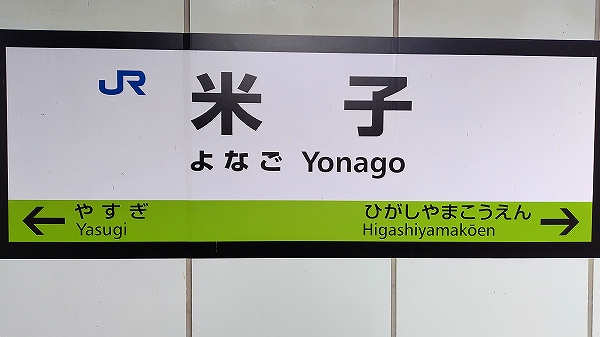 JR
米子
よなご Yonago
← やすぎ
Yasugi
ひがしやまこうえん →
Higashiyamakōen